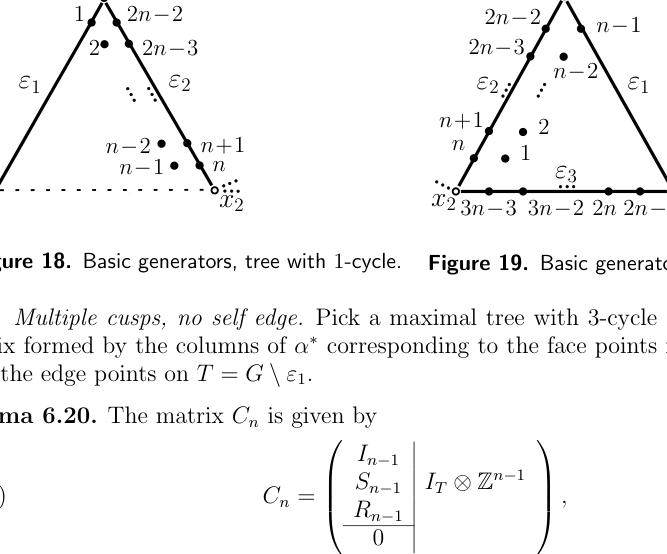 1 2n−2
2 2n−3
ε₁ ε₂
n−2 n+1
n−1 n
x₂
2n−2 n−1
2n−3 n−2
ε₂ ε₁
n+1 2
n 1
ε₃
x₂ 3n−3 3n−2 2n 2n−
gure 18. Basic generators, tree with 1-cycle. Figure 19. Basic generato
Multiple cusps, no self edge. Pick a maximal tree with 3-cycle
ix formed by the columns of α* corresponding to the face points
the edge points on T = G \ ε₁.
ma 6.20. The matrix Cₙ is given by
) Cₙ = ( Iₙ₋₁ Sₙ₋₁ Rₙ₋₁ 0 | I_T ⊗ ℤⁿ⁻¹ ) ,